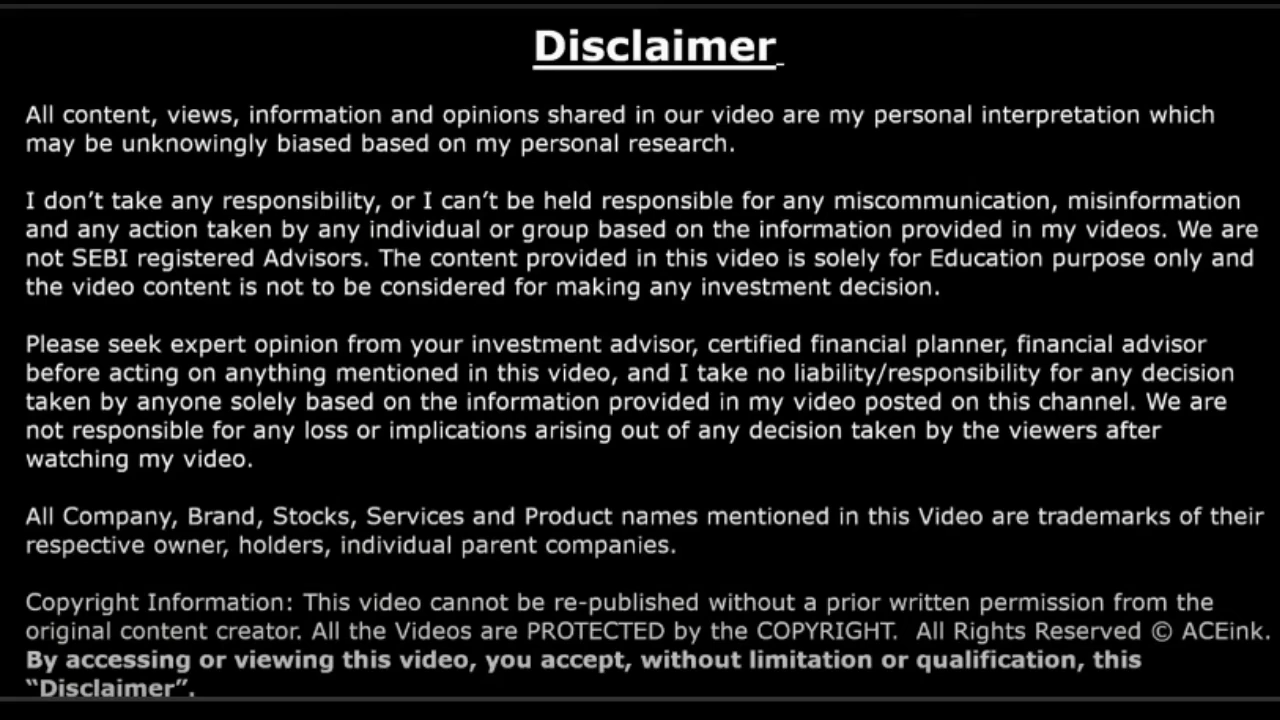 Disclaimer
All content, views, information and opinions shared in our video are my personal interpretation which
may be unknowingly biased based on my personal research.
I don’t take any responsibility, or I can’t be held responsible for any miscommunication, misinformation
and any action taken by any individual or group based on the information provided in my videos. We are
not SEBI registered Advisors. The content provided in this video is solely for Education purpose only and
the video content is not to be considered for making any investment decision.
Please seek expert opinion from your investment advisor, certified financial planner, financial advisor
before acting on anything mentioned in this video, and I take no liability/responsibility for any decision
taken by anyone solely based on the information provided in my video posted on this channel. We are
not responsible for any loss or implications arising out of any decision taken by the viewers after
watching my video.
All Company, Brand, Stocks, Services and Product names mentioned in this Video are trademarks of their
respective owner, holders, individual parent companies.
Copyright Information: This video cannot be re-published without a prior written permission from the
original content creator. All the Videos are PROTECTED by the COPYRIGHT.  All Rights Reserved © ACEink.
By accessing or viewing this video, you accept, without limitation or qualification, this
“Disclaimer”.